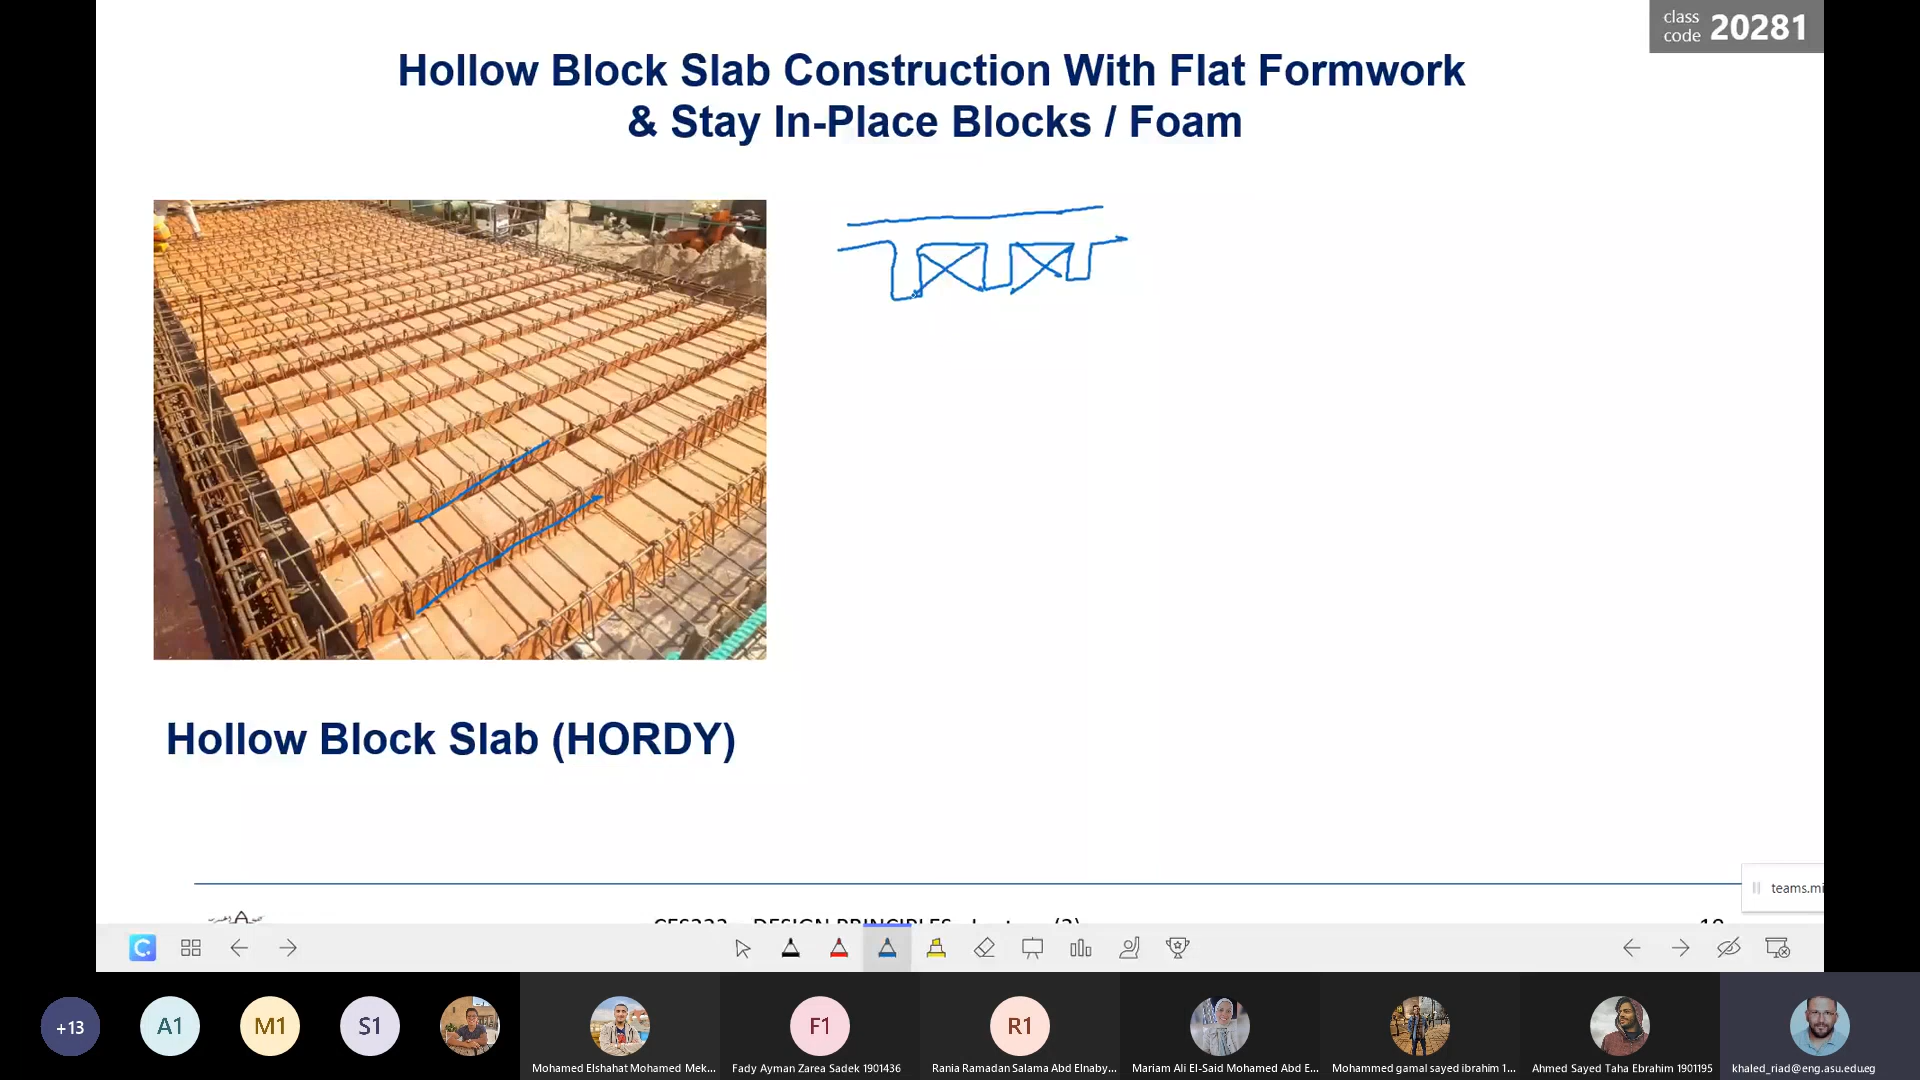 class
code 20281
Hollow Block Slab Construction With Flat Formwork
& Stay In-Place Blocks / Foam
Hollow Block Slab (HORDY)
teams.mi
+13
A1
M1
S1
F1
R1
Mohamed Elshahat Mohamed Mek...
Fady Ayman Zarea Sadek 1901436
Rania Ramadan Salama Abd Elnaby...
Mariam Ali El-Said Mohamed Abd E...
Mohammed gamal sayed ibrahim 1...
Ahmed Sayed Taha Ebrahim 1901195
khaled_riad@eng.asu.edu.eg